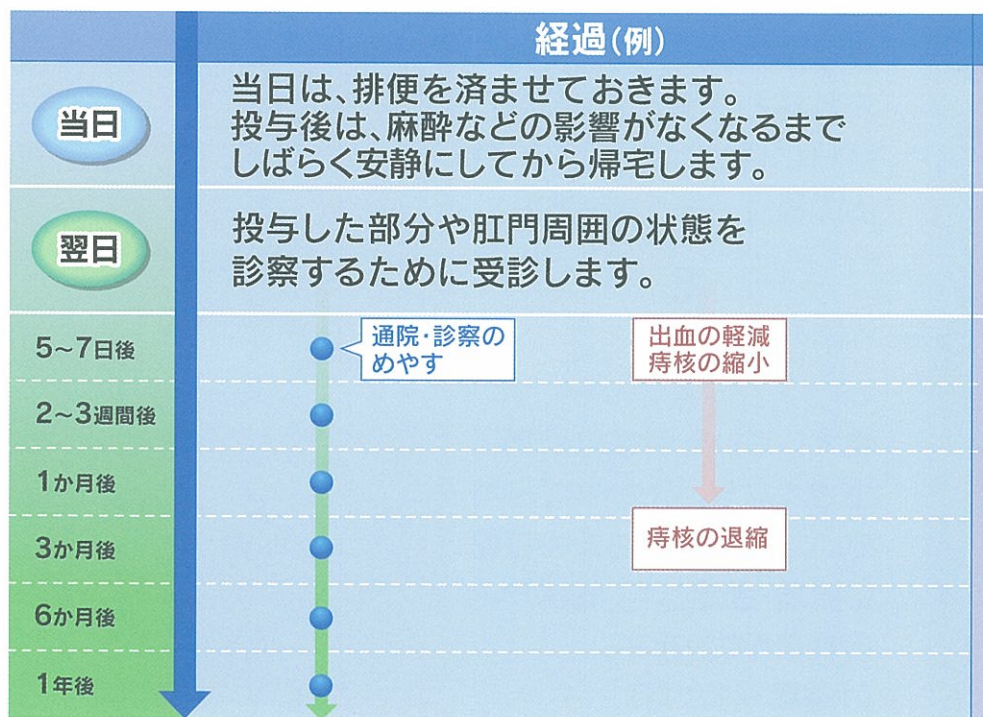 経過(例)
当日
当日は、排便を済ませておきます。
投与後は、麻酔などの影響がなくなるまで
しばらく安静にしてから帰宅します。
翌日
投与した部分や肛門周囲の状態を
診察するために受診します。
5~7日後
通院・診察の
めやす
出血の軽減
痔核の縮小
2~3週間後
1か月後
3か月後
痔核の退縮
6か月後
1年後